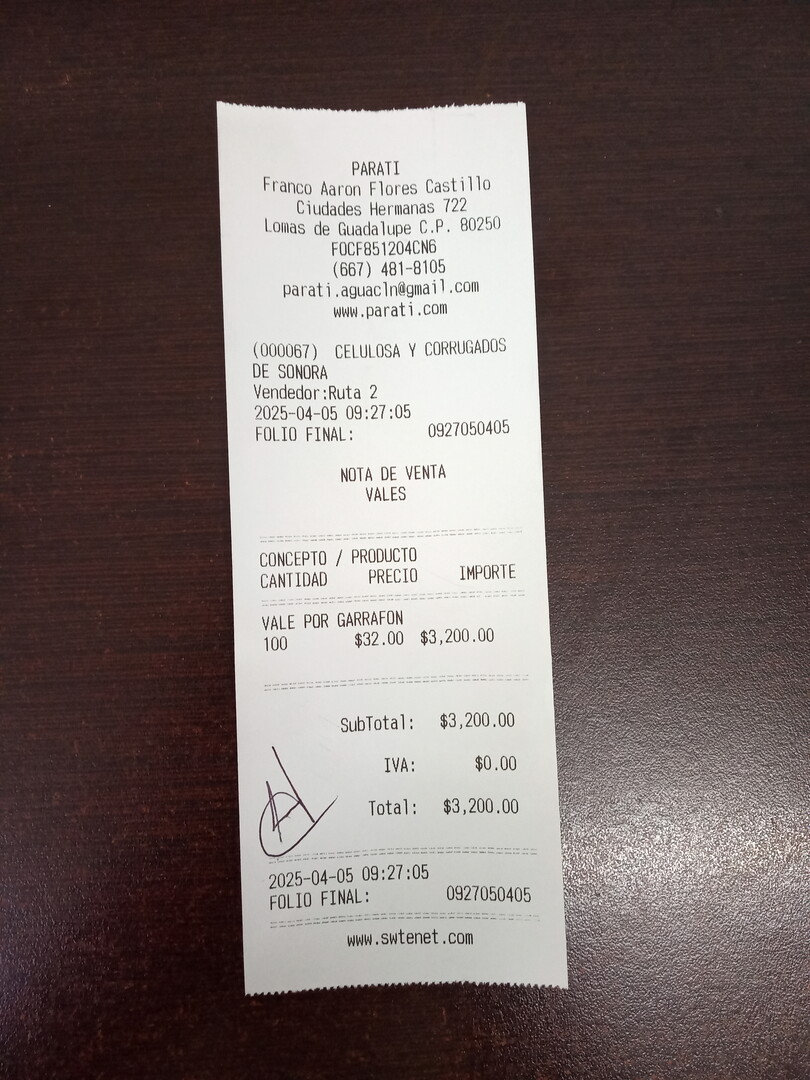 PARATI
Franco Aaron Flores Castillo
Ciudades Hermanas 722
Lomas de Guadalupe C.P. 80250
FOCF851204CN6
(667) 481-8105
parati.aguacln@gmail.com
www.parati.com
(000067) CELULOSA Y CORRUGADOS
DE SONORA
Vendedor:Ruta 2
2025-04-05 09:27:05
FOLIO FINAL: 0927050405
NOTA DE VENTA
VALES
CONCEPTO / PRODUCTO
CANTIDAD PRECIO IMPORTE
VALE POR GARRAFON
100 $32.00 $3,200.00
SubTotal: $3,200.00
IVA: $0.00
Total: $3,200.00
2025-04-05 09:27:05
FOLIO FINAL: 0927050405
www.swtenet.com